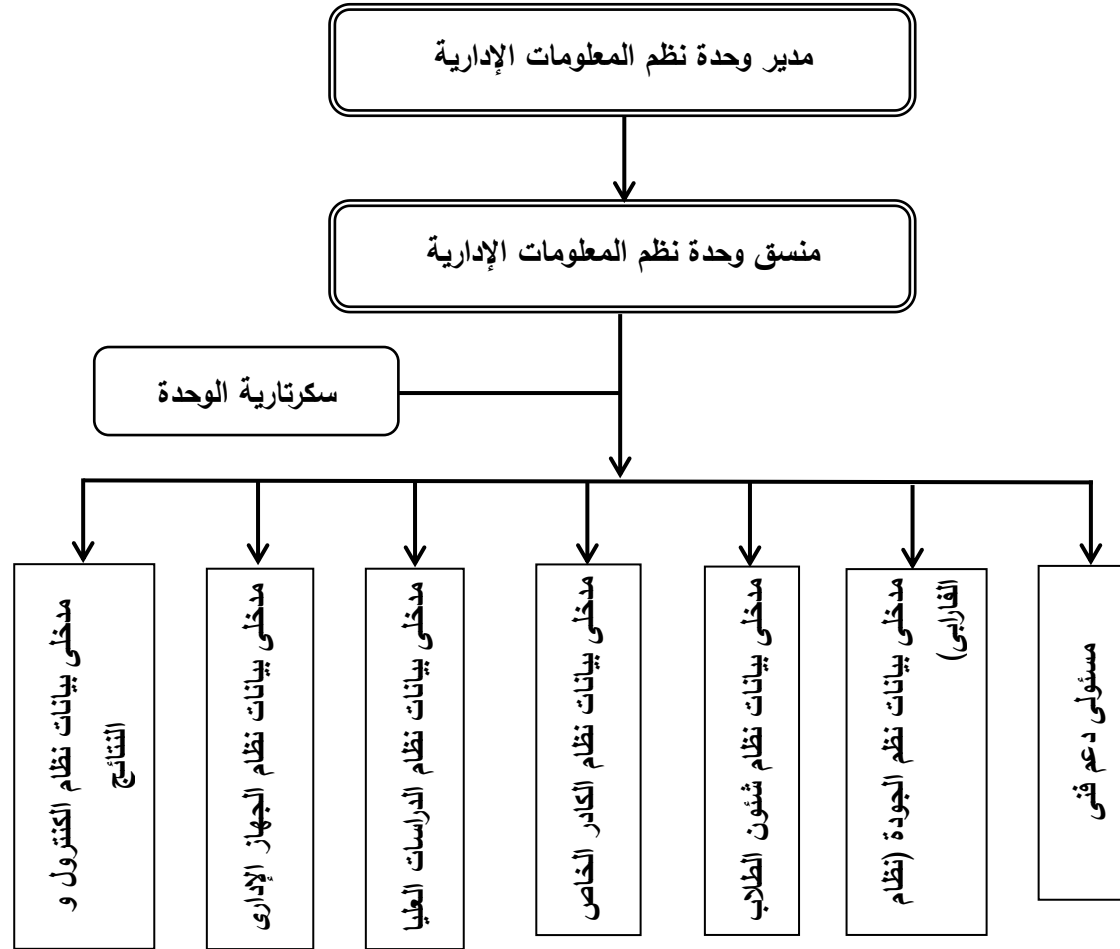 مدير وحدة نظم المعلومات الإدارية
منسق وحدة نظم المعلومات الإدارية
سكرتارية الوحدة
مسئولى دعم فنى
مدخلى بيانات نظم الجودة (نظام
الفارابى)
مدخلى بيانات نظام شئون الطلاب
مدخلى بيانات نظام الكادر الخاص
مدخلى بيانات نظام الدراسات العليا
مدخلى بيانات نظام الجهاز الإدارى
مدخلى بيانات نظام الكنترول و
النتائج